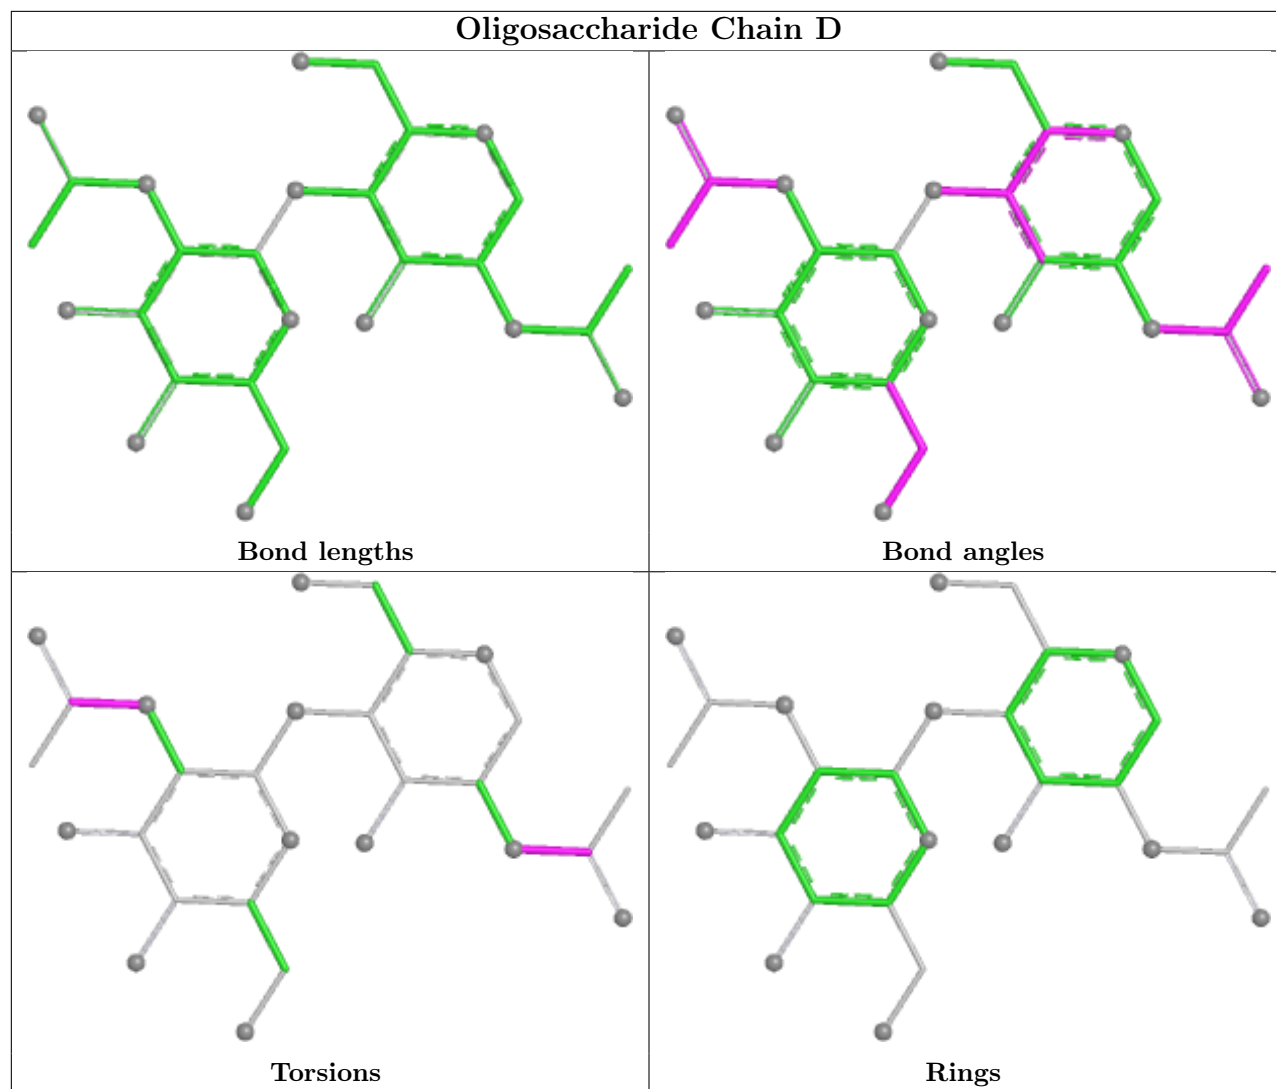 Oligosaccharide Chain D
Bond lengths
Bond angles
Torsions
Rings